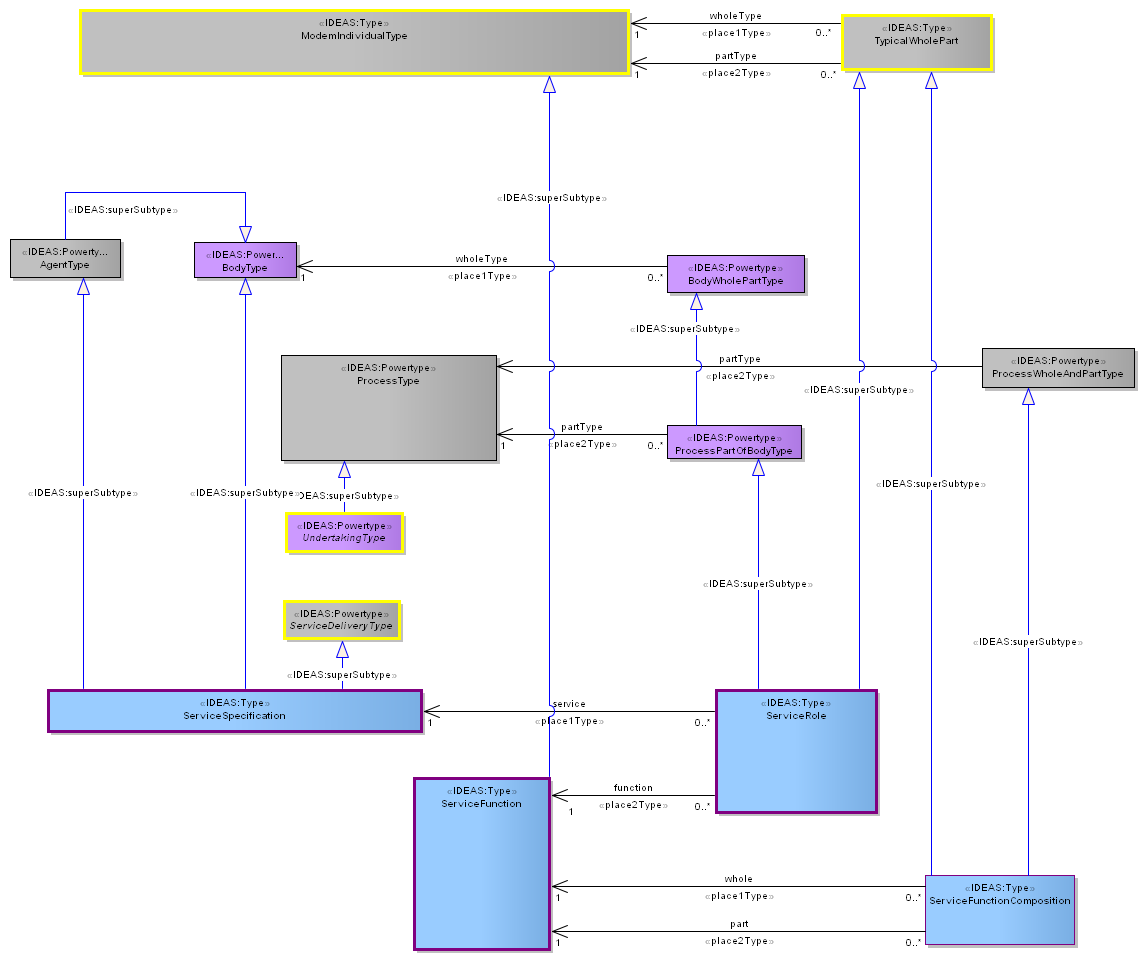 «IDEAS:Type»
ModemIndividualType
wholeType
«place1Type»
1
0..*
partType
«place2Type»
1
0..*
«IDEAS:Type»
TypicalWholePart
«IDEAS:superSubtype»
«IDEAS:superSubtype»
«IDEAS:Powerty...
AgentType
«IDEAS:Power...
BodyType
wholeType
«place1Type»
1
0..*
«IDEAS:Powertype»
BodyWholePartType
«IDEAS:superSubtype»
«IDEAS:Powertype»
ProcessType
partType
«place2Type»
«IDEAS:Powertype»
ProcessWholeAndPartType
«IDEAS:superSubtype»
partType
«place2Type»
1
0..*
«IDEAS:Powertype»
ProcessPartOfBodyType
«IDEAS:superSubtype»
«IDEAS:superSubtype»
«IDEAS:superSubtype»
DEAS:superSubtype»
«IDEAS:Powertype»
UndertakingType
«IDEAS:superSubtype»
«IDEAS:Powertype»
ServiceDeliveryType
«IDEAS:superSubtype»
«IDEAS:superSubtype»
«IDEAS:Type»
ServiceSpecification
service
«place1Type»
1
0..*
«IDEAS:Type»
ServiceRole
«IDEAS:Type»
ServiceFunction
function
«place2Type»
1
0..*
whole
«place1Type»
1
0..*
part
«place2Type»
1
0..*
«IDEAS:Type»
ServiceFunctionComposition